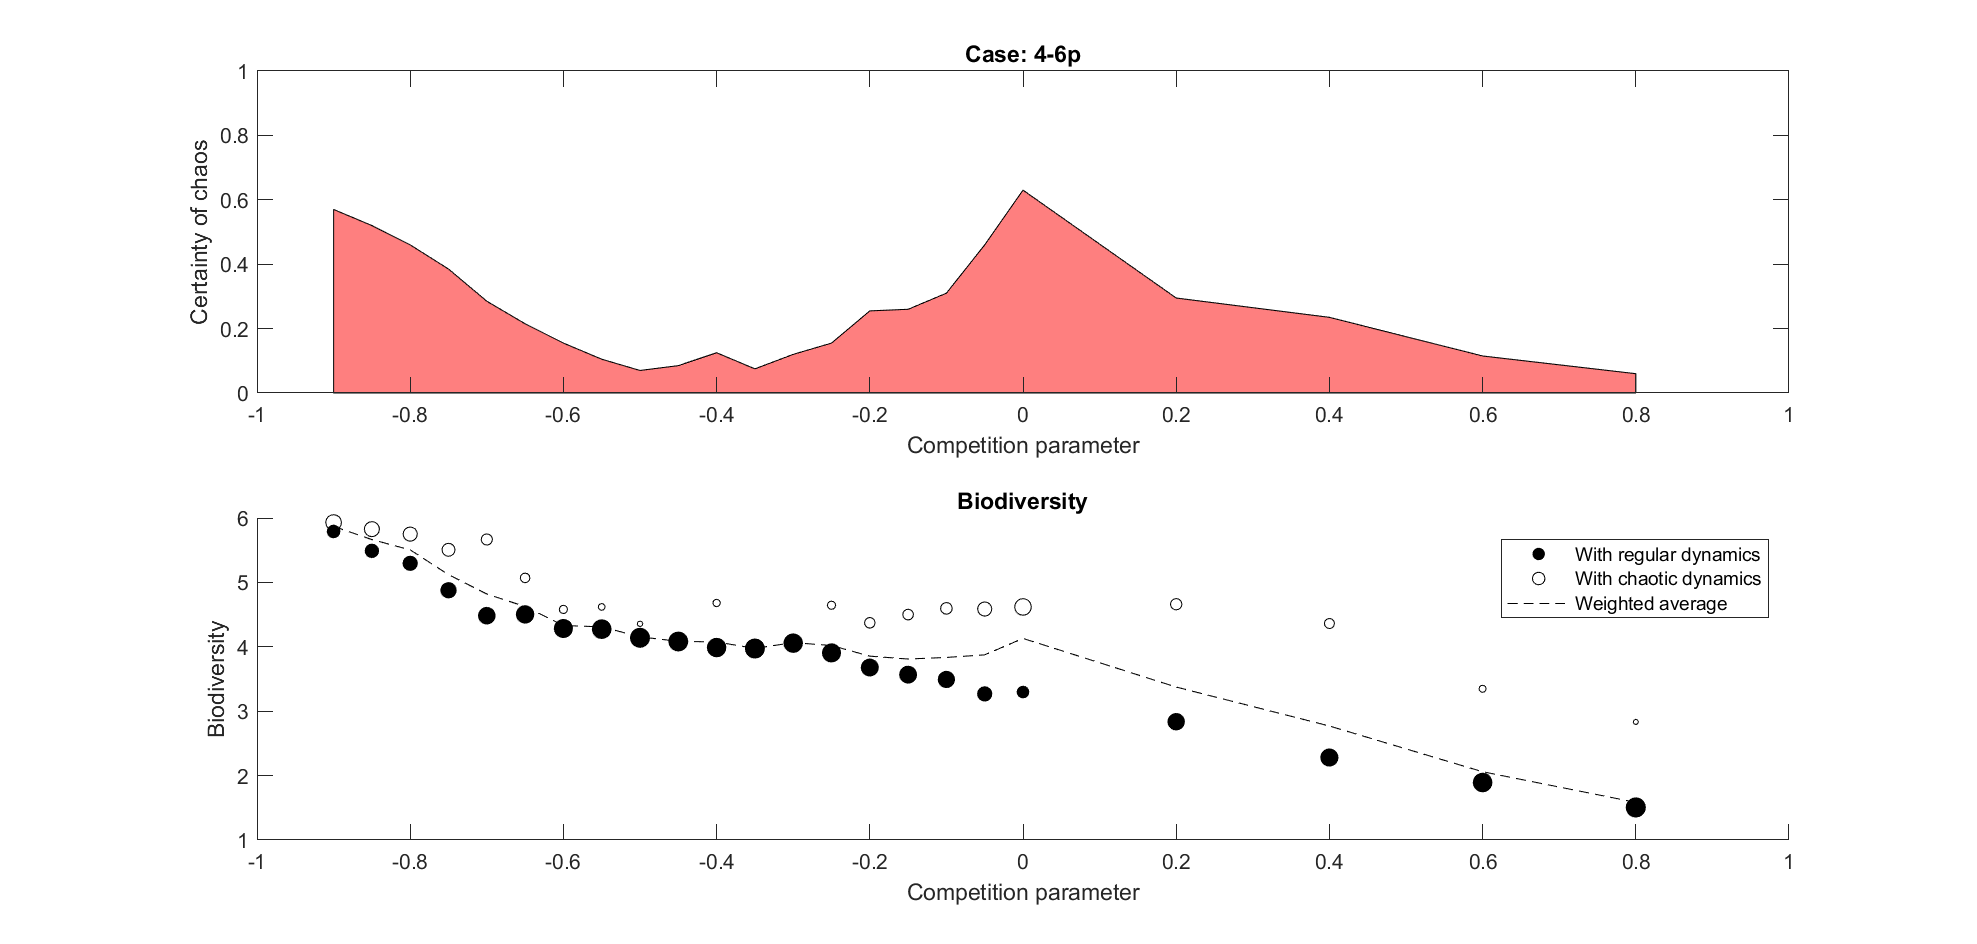 Case: 4-6p
1
0.8
0.6
0.4
0.2
0
Certainty of chaos
-1 -0.8 -0.6 -0.4 -0.2 0 0.2 0.4 0.6 0.8 1
Competition parameter
Biodiversity
6
5
4
3
2
1
Biodiversity
With regular dynamics
With chaotic dynamics
Weighted average
-1 -0.8 -0.6 -0.4 -0.2 0 0.2 0.4 0.6 0.8 1
Competition parameter